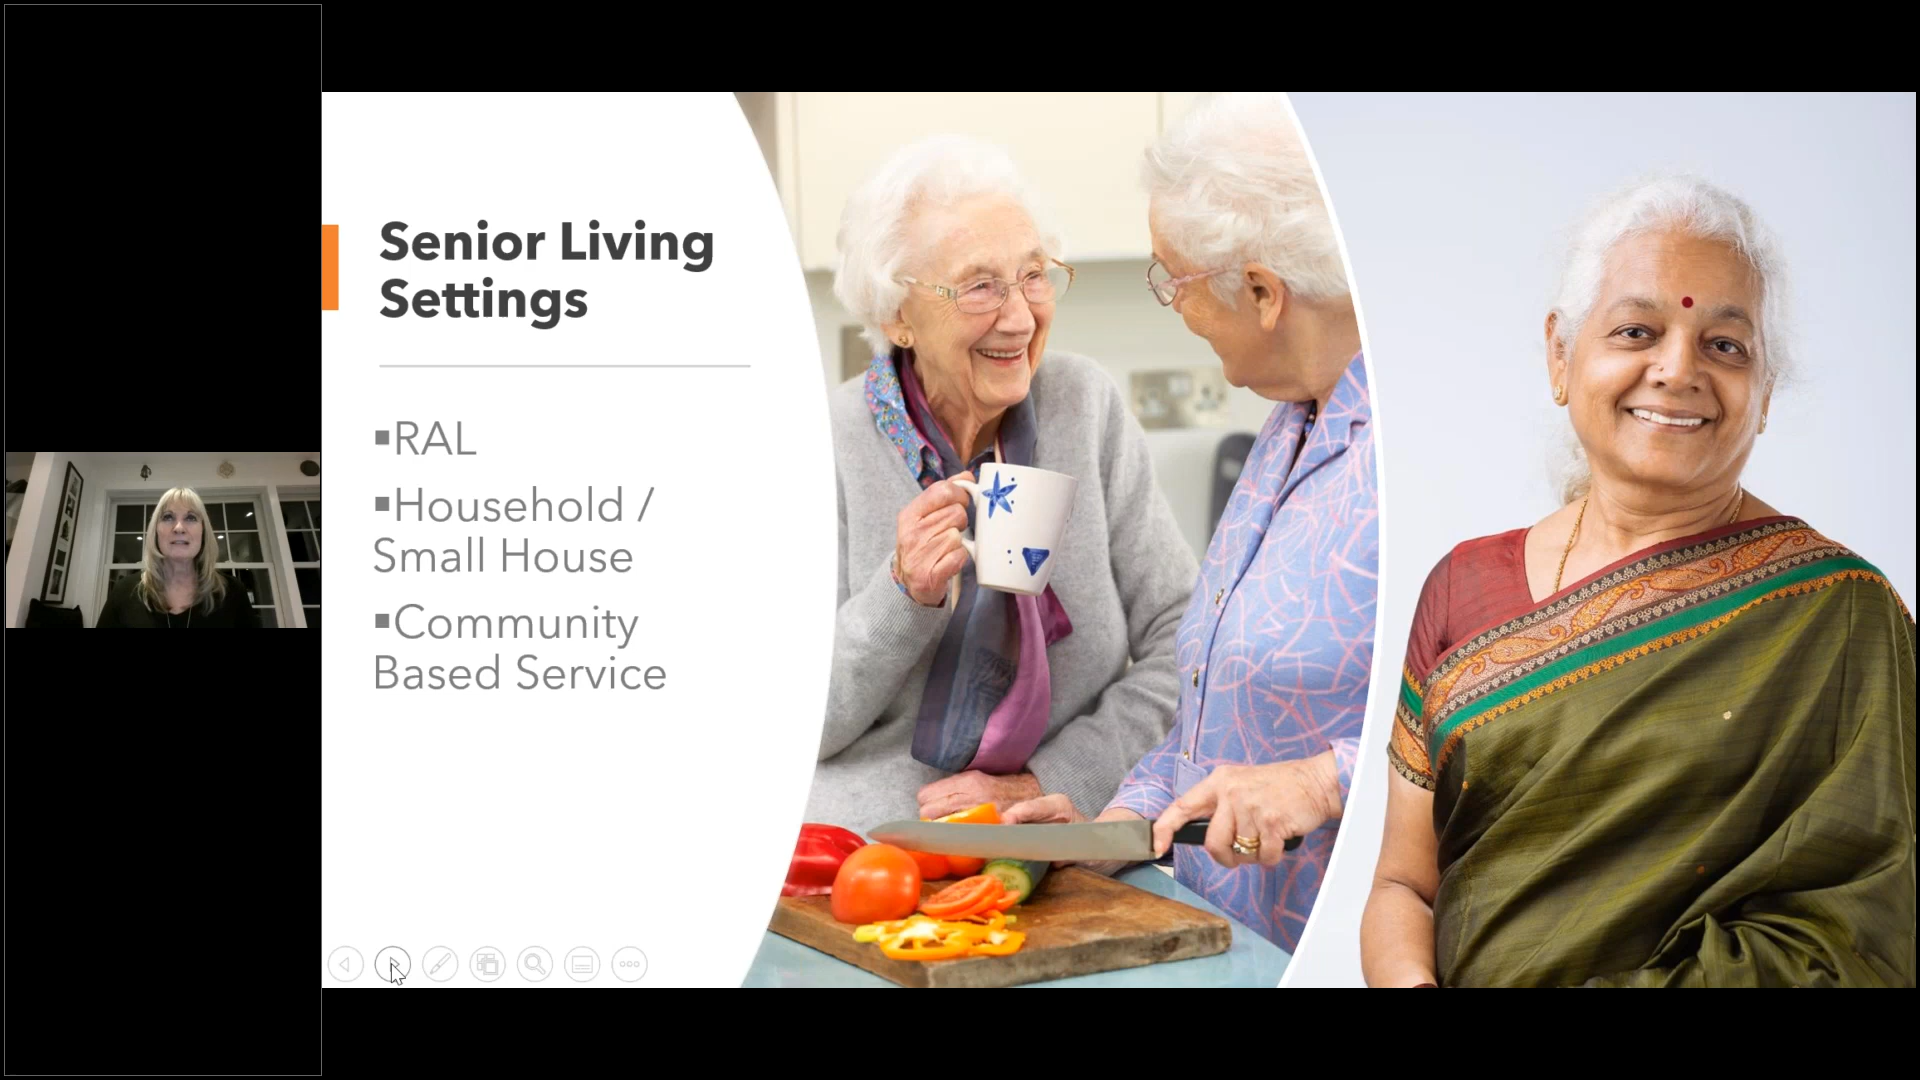 Senior Living
Settings
▪RAL
▪Household /
Small House
▪Community
Based Service